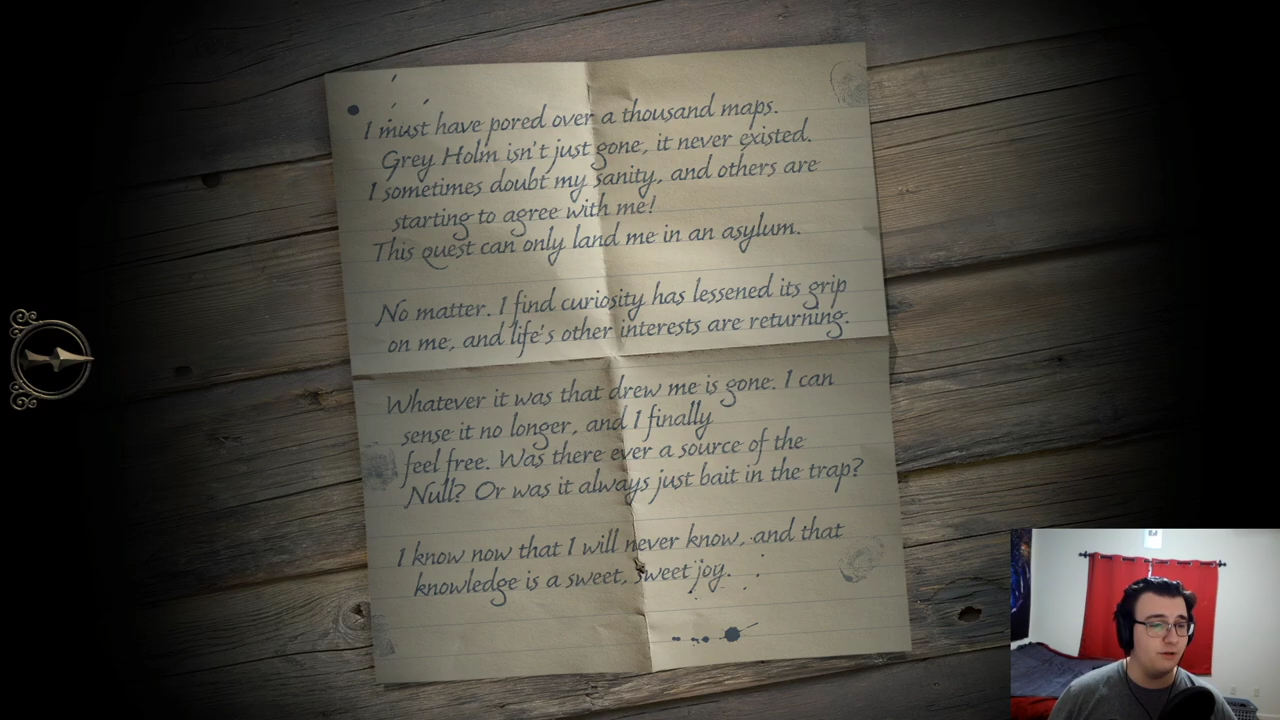 I must have pored over a thousand maps.
Grey Holm isn't just gone, it never existed.
I sometimes doubt my sanity, and others are
starting to agree with me!
This quest can only land me in an asylum.
No matter. I find curiosity has lessened its grip
on me, and life's other interests are returning.
Whatever it was that drew me is gone. I can
sense it no longer, and I finally
feel free. Was there ever a source of the
Null? Or was it always just bait in the trap?
I know now that I will never know, and that
knowledge is a sweet, sweet joy.